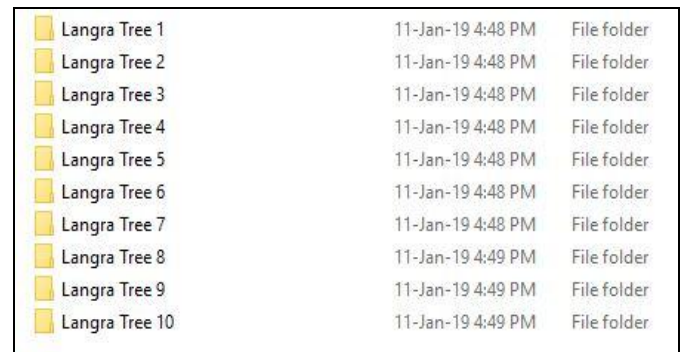 Langra Tree 1 11-Jan-19 4:48 PM File folder
Langra Tree 2 11-Jan-19 4:48 PM File folder
Langra Tree 3 11-Jan-19 4:48 PM File folder
Langra Tree 4 11-Jan-19 4:48 PM File folder
Langra Tree 5 11-Jan-19 4:48 PM File folder
Langra Tree 6 11-Jan-19 4:48 PM File folder
Langra Tree 7 11-Jan-19 4:48 PM File folder
Langra Tree 8 11-Jan-19 4:49 PM File folder
Langra Tree 9 11-Jan-19 4:49 PM File folder
Langra Tree 10 11-Jan-19 4:49 PM File folder